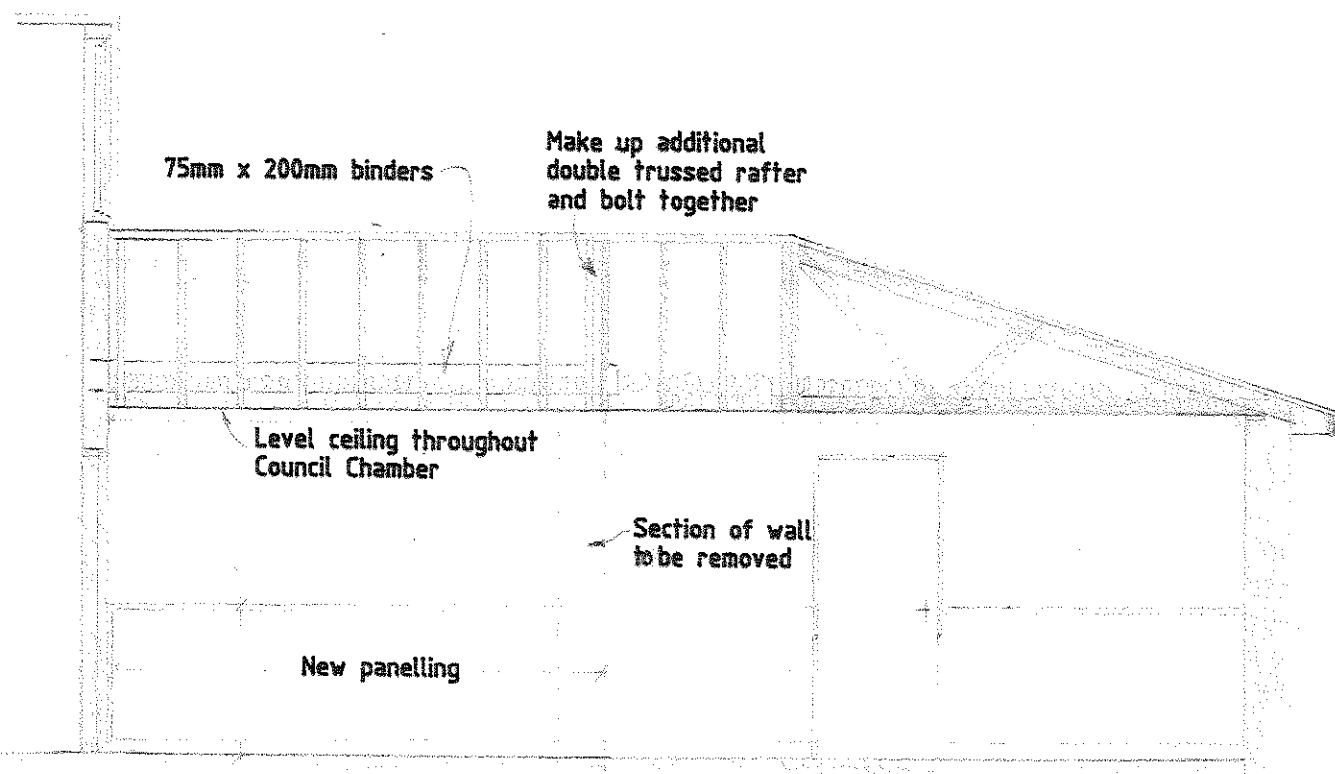 Make up additional
double trussed rafter
and bolt together
75mm x 200mm binders
Level ceiling throughout
Council Chamber
Section of wall
to be removed
New panelling